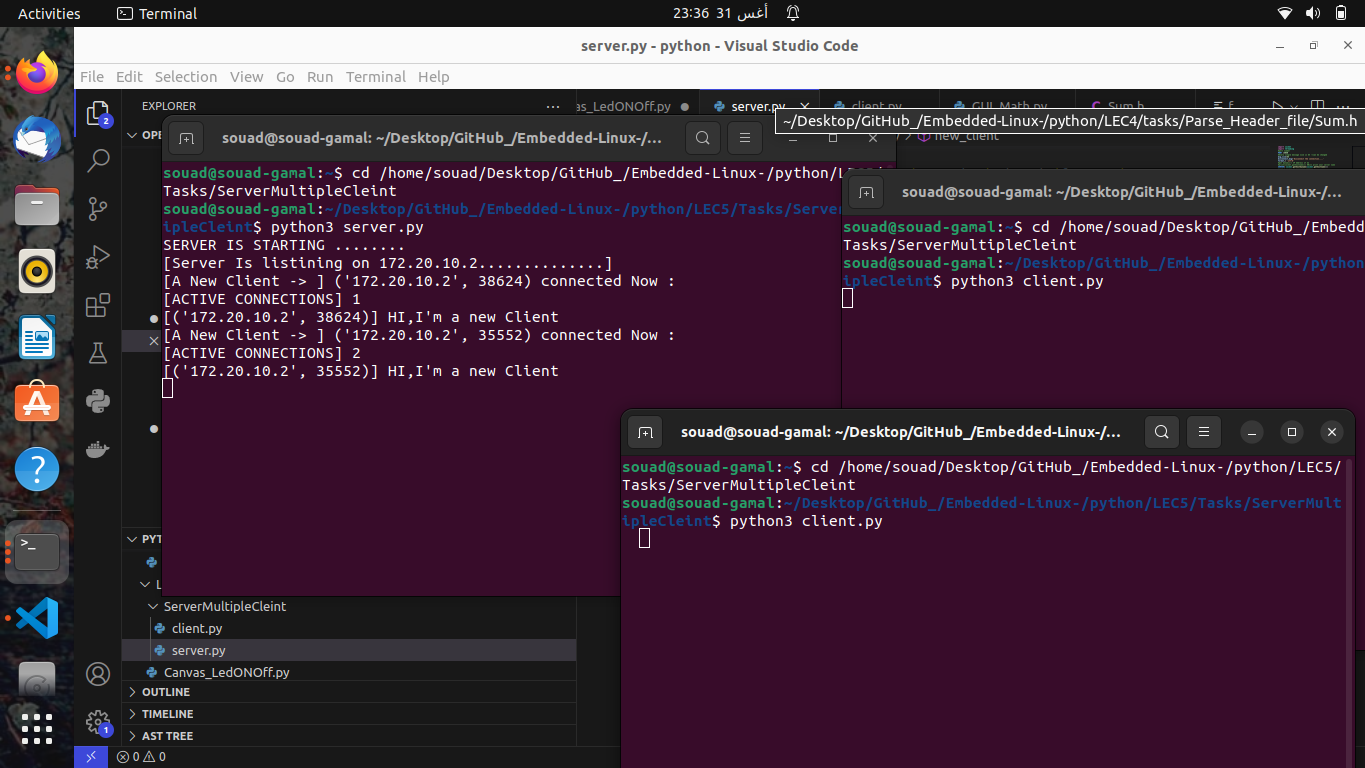 Activities
Terminal
23:36 31 أغس
server.py - python - Visual Studio Code
File Edit Selection View Go Run Terminal Help
EXPLORER
as_LedONOff.py
server.py
client.py
GUI_Math.py
Sum.h
~/Desktop/GitHub_/Embedded-Linux-/python/LEC4/tasks/Parse_Header_file/Sum.h
new_client
2
souad@souad-gamal: ~/Desktop/GitHub_/Embedded-Linux-/...
souad@souad-gamal:~$ cd /home/souad/Desktop/GitHub_/Embedded-Linux-/python/LEC
Tasks/ServerMultipleCleint
souad@souad-gamal:~/Desktop/GitHub_/Embedded-Linux-/python/LEC5/Tasks/Server
ipleCleint$ python3 server.py
SERVER IS STARTING ........
[Server Is listining on 172.20.10.2..............]
[A New Client -> ] ('172.20.10.2', 38624) connected Now :
[ACTIVE CONNECTIONS] 1
[('172.20.10.2', 38624)] HI,I'm a new Client
[A New Client -> ] ('172.20.10.2', 35552) connected Now :
[ACTIVE CONNECTIONS] 2
[('172.20.10.2', 35552)] HI,I'm a new Client
souad@souad-gamal: ~/Desktop/GitHub_/Embedded-Linux-/...
souad@souad-gamal:~$ cd /home/souad/Desktop/GitHub_/Embedd
Tasks/ServerMultipleCleint
souad@souad-gamal:~/Desktop/GitHub_/Embedded-Linux-/python
ipleCleint$ python3 client.py
souad@souad-gamal: ~/Desktop/GitHub_/Embedded-Linux-/...
souad@souad-gamal:~$ cd /home/souad/Desktop/GitHub_/Embedded-Linux-/python/LEC5/
Tasks/ServerMultipleCleint
souad@souad-gamal:~/Desktop/GitHub_/Embedded-Linux-/python/LEC5/Tasks/ServerMult
ipleCleint$ python3 client.py
OPE
PYT
L
ServerMultipleCleint
client.py
server.py
Canvas_LedONOff.py
OUTLINE
TIMELINE
AST TREE
1
0 0